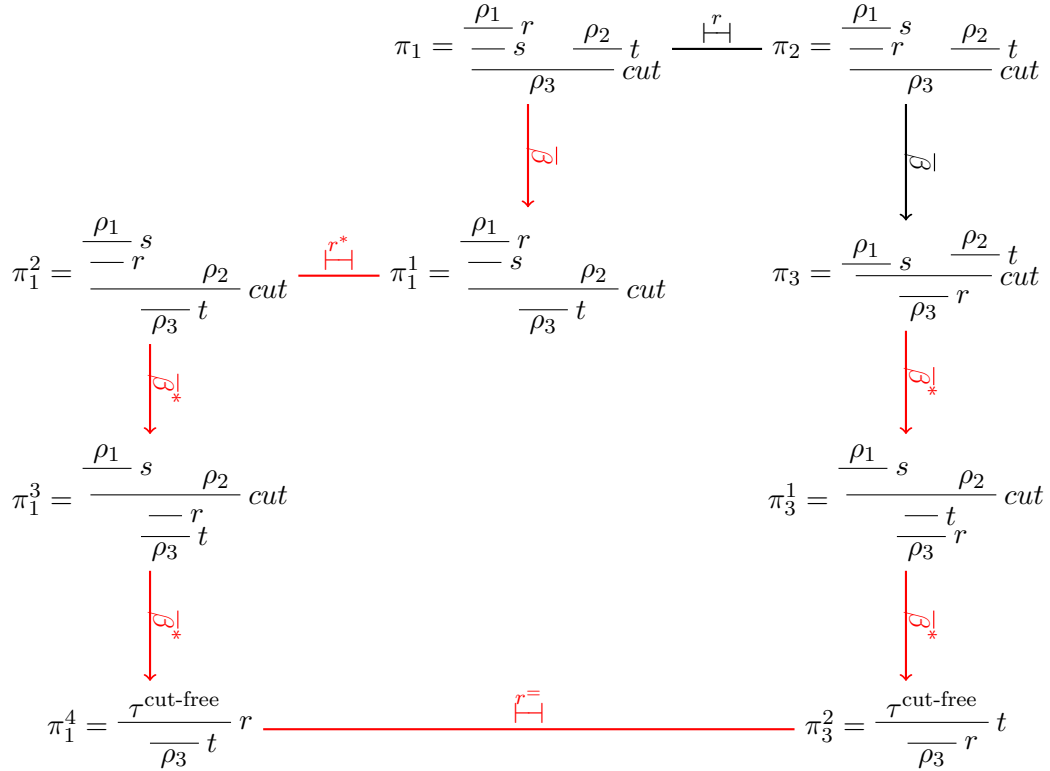 π₁ = ρ₁ r s ρ₂ t cut ρ₃ r π₂ = ρ₁ s r ρ₂ t cut ρ₃
β β
π₁² = ρ₁ s r ρ₂ cut ρ₃ t r* π₁¹ = ρ₁ r s ρ₂ cut ρ₃ t π₃ = ρ₁ s ρ₂ t cut ρ₃ r
β* β*
π₁³ = ρ₁ s ρ₂ cut r ρ₃ t π₃¹ = ρ₁ s ρ₂ cut t ρ₃ r
β* β*
π₁⁴ = τ^cut-free r ρ₃ t r⁼ π₃² = τ^cut-free t ρ₃ r